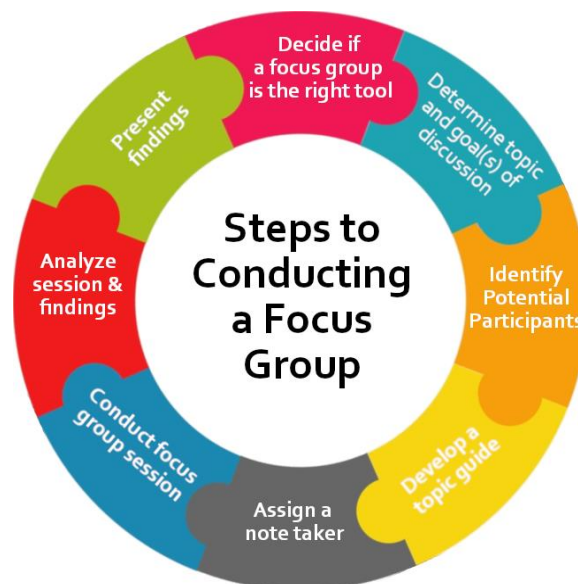 Steps to
Conducting
a Focus
Group
Decide if
a focus group
is the right tool
Determine topic
and goal(s) of
discussion
Identify
Potential
Participants
Develop a
topic guide
Assign a
note taker
Conduct focus
group session
Analyze
session &
findings
Present
findings